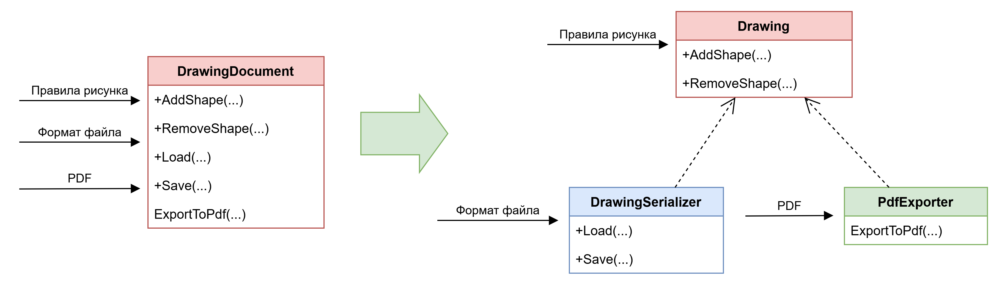 DrawingDocument
Правила рисунка
+AddShape(...)
+RemoveShape(...)
Формат файла
+Load(...)
PDF
+Save(...)
ExportToPdf(...)
Drawing
Правила рисунка
+AddShape(...)
+RemoveShape(...)
DrawingSerializer
Формат файла
+Load(...)
+Save(...)
PdfExporter
PDF
ExportToPdf(...)